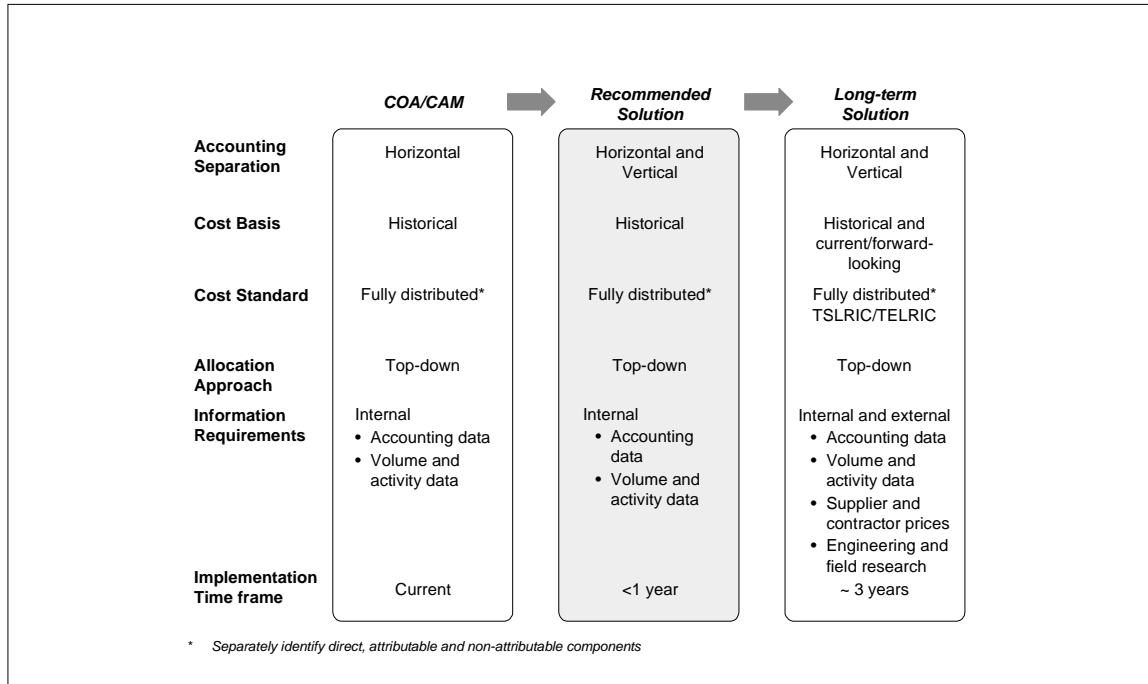 COA/CAM
Recommended
Solution
Long-term
Solution
Accounting
Separation
Horizontal
Horizontal and
Vertical
Horizontal and
Vertical
Cost Basis
Historical
Historical
Historical and
current/forward-
looking
Cost Standard
Fully distributed*
Fully distributed*
Fully distributed*
TSLRIC/TELRIC
Allocation
Approach
Top-down
Top-down
Top-down
Information
Requirements
Internal
• Accounting data
• Volume and
activity data
Internal
• Accounting
data
• Volume and
activity data
Internal and external
• Accounting data
• Volume and
activity data
• Supplier and
contractor prices
• Engineering and
field research
Implementation
Time frame
Current
<1 year
~ 3 years
* Separately identify direct, attributable and non-attributable components